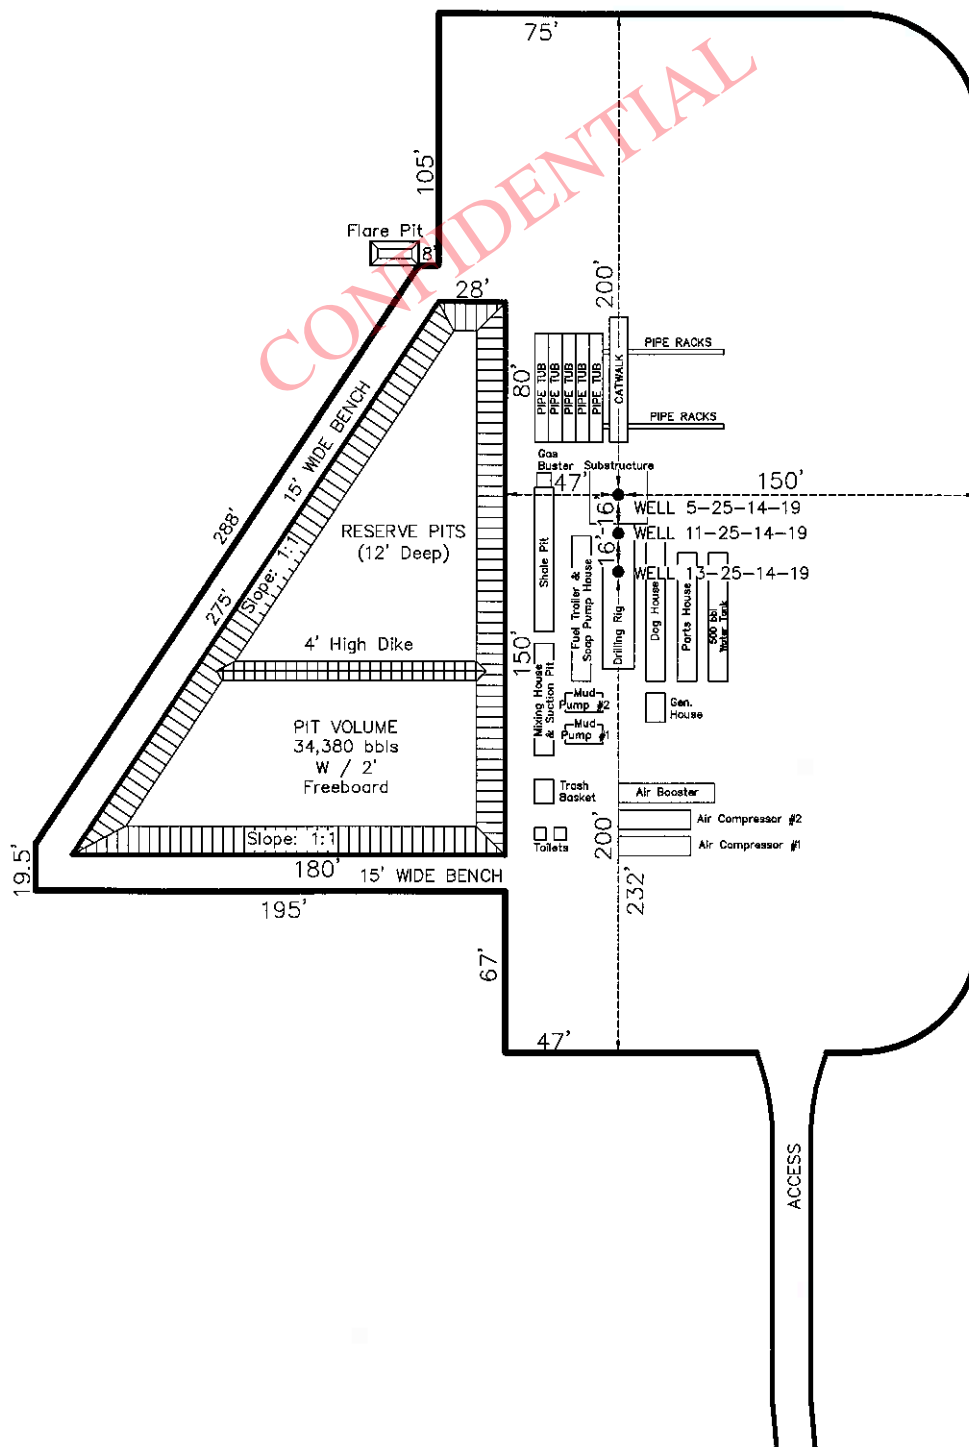 75'
CONFIDENTIAL
105'
Flare Pit
8'
200'
28'
80'
PIPE TUB
PIPE TUB
PIPE TUB
PIPE TUB
PIPE TUB
CATWALK
PIPE RACKS
PIPE RACKS
15' WIDE BENCH
Gas
Buster
Substructure
47'
150'
16'
16'
WELL 5-25-14-19
WELL 11-25-14-19
WELL 13-25-14-19
288'
275'
Slope: 1:1
RESERVE PITS
(12' Deep)
Shale Pit
Fuel Trailer &
Soap Pump House
Drilling Rig
Dog House
Parts House
500 bbl
Water Tank
150'
4' High Dike
Mixing House
& Suction Pit
Mud
Pump #2
Mud
Pump #1
Gen.
House
PIT VOLUME
34,380 bbls
W / 2'
Freeboard
Trash
Basket
Air Booster
Air Compressor #2
Toilets
200'
Air Compressor #1
Slope: 1:1
19.5'
180'
15' WIDE BENCH
232'
195'
67'
47'
ACCESS